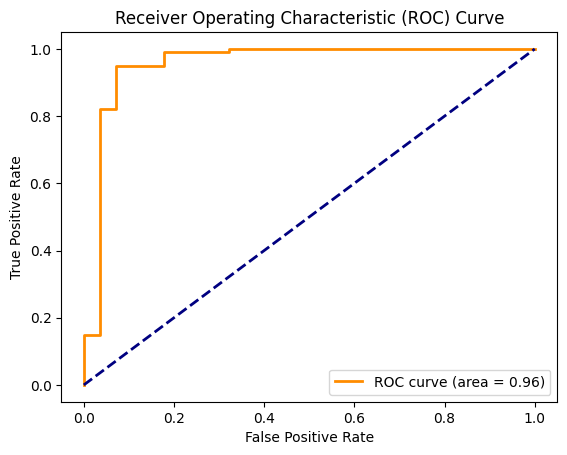 Receiver Operating Characteristic (ROC) Curve
1.0
0.8
0.6
0.4
0.2
0.0
True Positive Rate
ROC curve (area = 0.96)
0.0 0.2 0.4 0.6 0.8 1.0
False Positive Rate